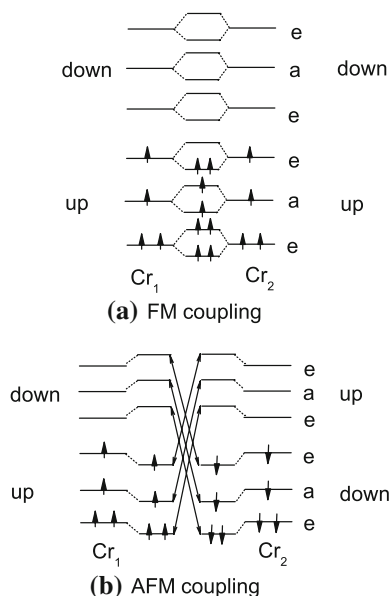 e
down a down
e
e
up a up
e
Cr₁ Cr₂
(a) FM coupling
e
down a up
e
e
up a down
e
Cr₁ Cr₂
(b) AFM coupling